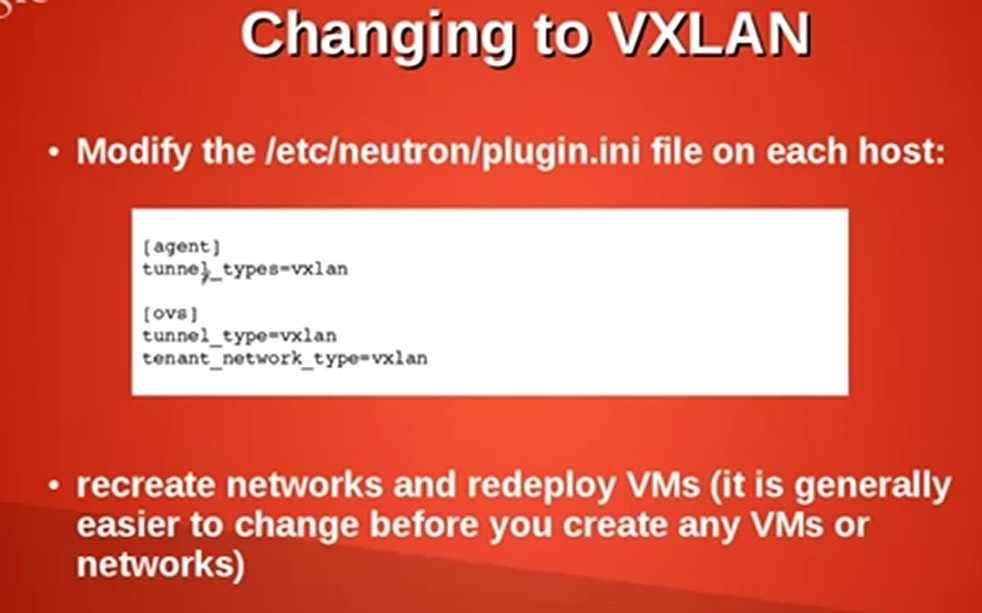 Changing to VXLAN
• Modify the /etc/neutron/plugin.ini file on each host:
[agent]
tunnel_types=vxlan
[ovs]
tunnel_type=vxlan
tenant_network_type=vxlan
• recreate networks and redeploy VMs (it is generally
easier to change before you create any VMs or
networks)